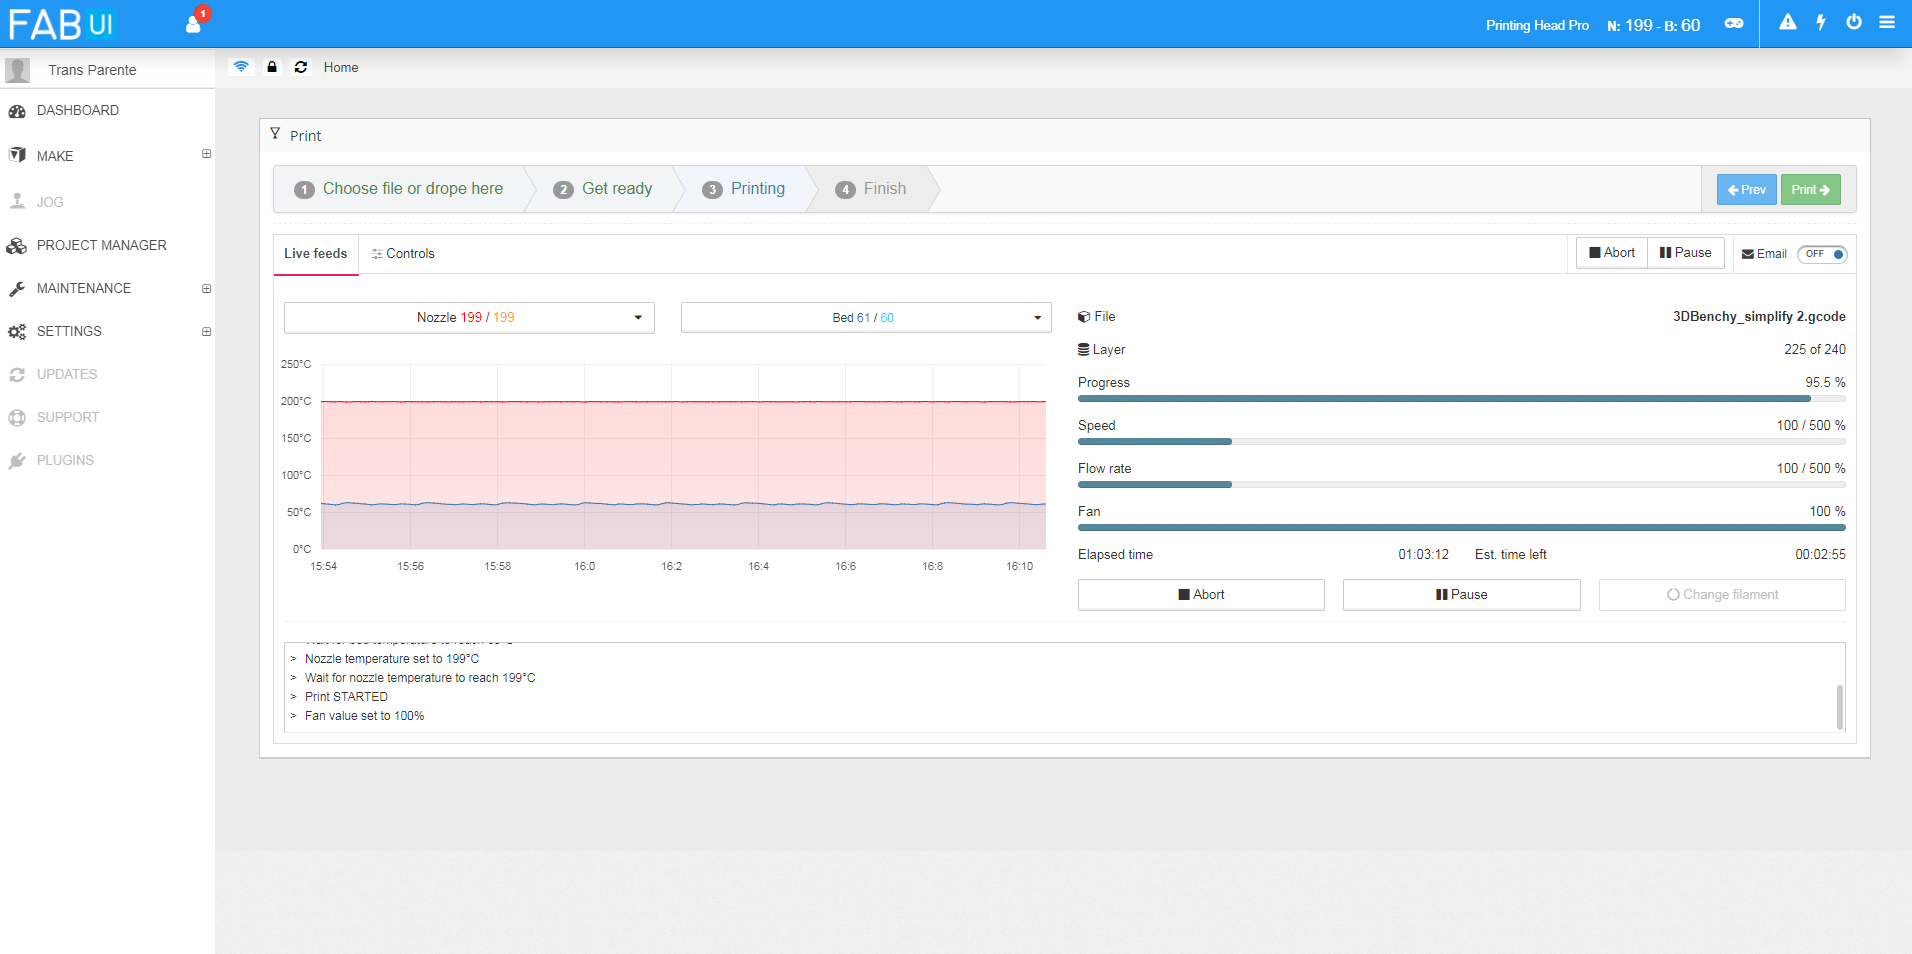 FAB UI
1
Printing Head Pro N: 199 - B: 60
Trans Parente
Home
DASHBOARD
MAKE
JOG
PROJECT MANAGER
MAINTENANCE
SETTINGS
UPDATES
SUPPORT
PLUGINS
Print
1 Choose file or drope here 2 Get ready 3 Printing 4 Finish
Prev Print
Live feeds Controls
Abort Pause Email OFF
Nozzle 199 / 199 Bed 61 / 60
250°C
200°C
150°C
100°C
50°C
0°C
15:54 15:56 15:58 16:0 16:2 16:4 16:6 16:8 16:10
File 3DBenchy_simplify 2.gcode
Layer 225 of 240
Progress 95.5 %
Speed 100 / 500 %
Flow rate 100 / 500 %
Fan 100 %
Elapsed time 01:03:12 Est. time left 00:02:55
Abort Pause Change filament
> Nozzle temperature set to 199°C
> Wait for nozzle temperature to reach 199°C
> Print STARTED
> Fan value set to 100%